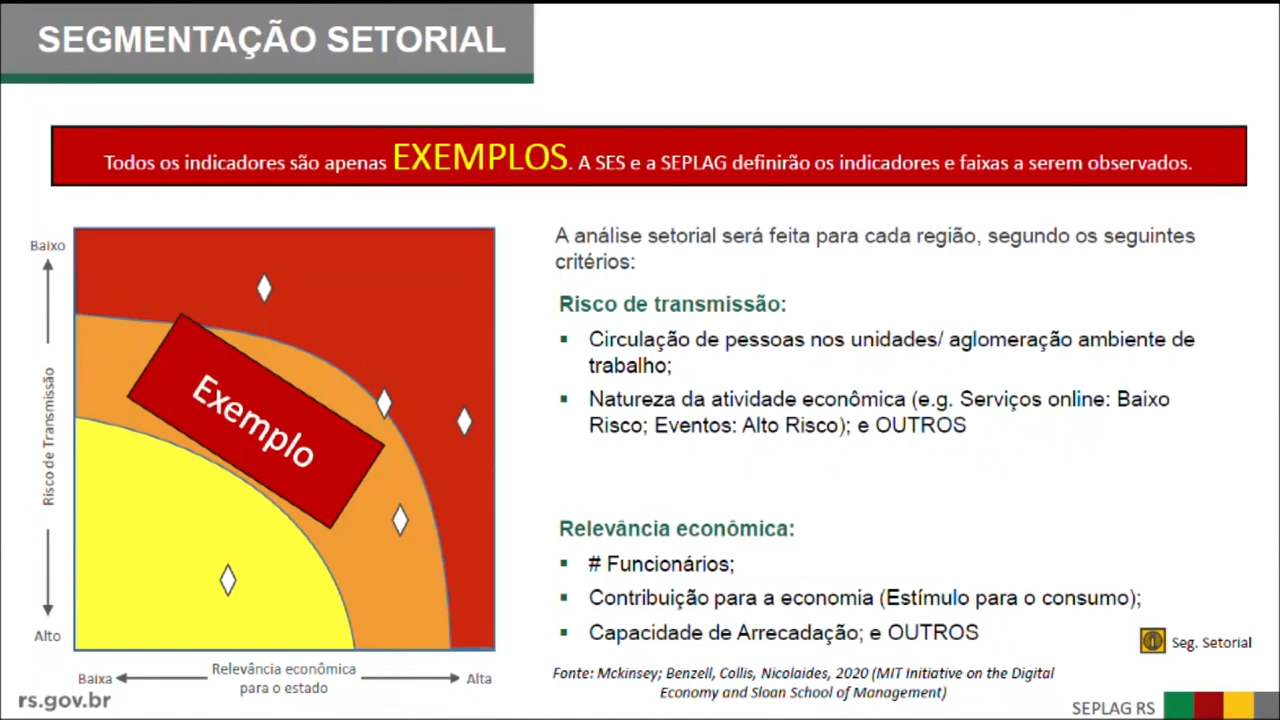 SEGMENTAÇÃO SETORIAL
Todos os indicadores são apenas EXEMPLOS. A SES e a SEPLAG definirão os indicadores e faixas a serem observados.
Baixo
Risco de Transmissão
Alto
Exemplo
Baixa
Relevância econômica
para o estado
Alta
A análise setorial será feita para cada região, segundo os seguintes
critérios:
Risco de transmissão:
▪ Circulação de pessoas nos unidades/ aglomeração ambiente de
trabalho;
▪ Natureza da atividade econômica (e.g. Serviços online: Baixo
Risco; Eventos: Alto Risco); e OUTROS
Relevância econômica:
▪ # Funcionários;
▪ Contribuição para a economia (Estímulo para o consumo);
▪ Capacidade de Arrecadação; e OUTROS
Seg. Setorial
Fonte: Mckinsey; Benzell, Collis, Nicolaides, 2020 (MIT Initiative on the Digital
Economy and Sloan School of Management)
rs.gov.br
SEPLAG RS